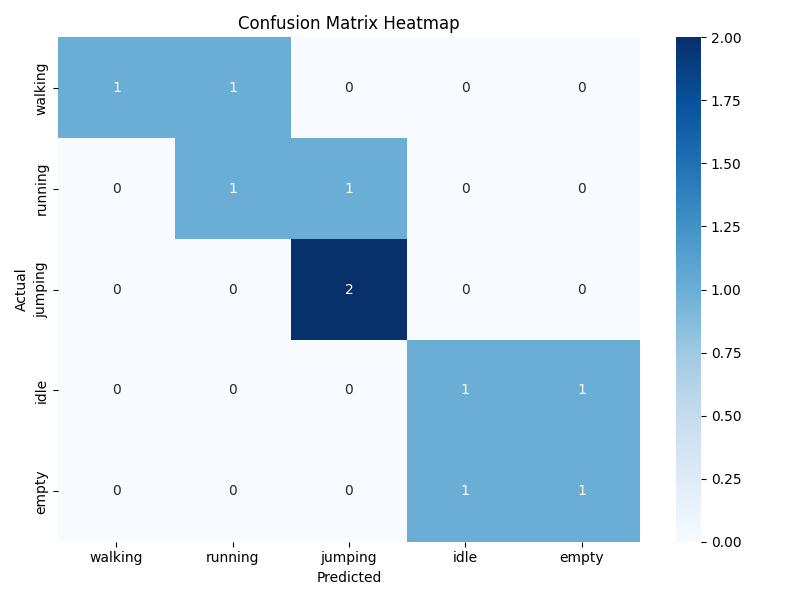 Confusion Matrix Heatmap
walking 1 1 0 0 0
running 0 1 1 0 0
jumping 0 0 2 0 0
idle 0 0 0 1 1
empty 0 0 0 1 1
Actual
walking running jumping idle empty
Predicted
2.00
1.75
1.50
1.25
1.00
0.75
0.50
0.25
0.00